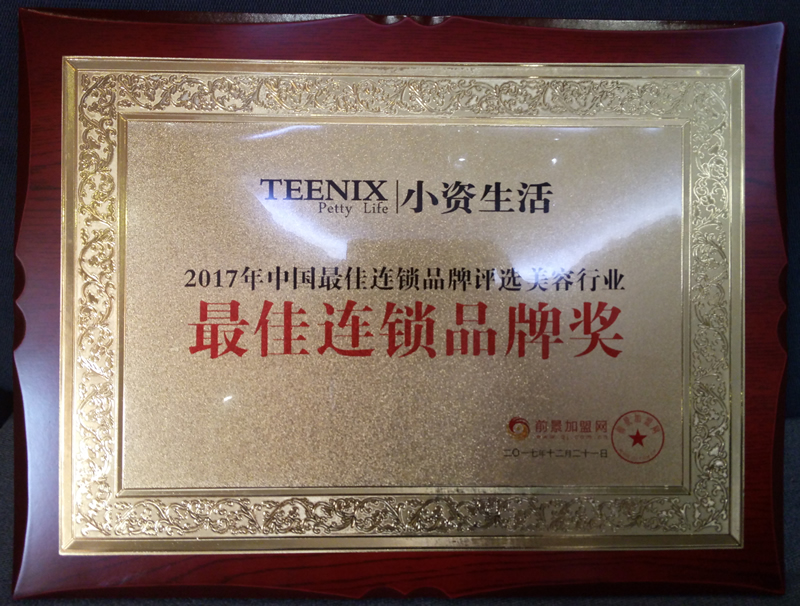 TEENIX
Petty Life
小资生活
2017年中国最佳连锁品牌评选美容行业
最佳连锁品牌奖
前景加盟网
二〇一七年十二月二十一日